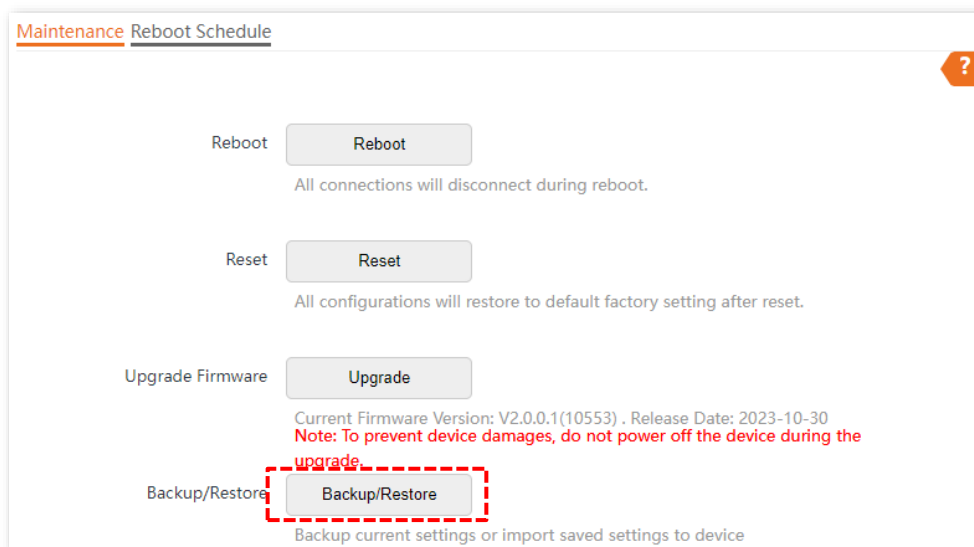 Maintenance Reboot Schedule
?
Reboot Reboot
All connections will disconnect during reboot.
Reset Reset
All configurations will restore to default factory setting after reset.
Upgrade Firmware Upgrade
Current Firmware Version: V2.0.0.1(10553) . Release Date: 2023-10-30
Note: To prevent device damages, do not power off the device during the
upgrade.
Backup/Restore Backup/Restore
Backup current settings or import saved settings to device